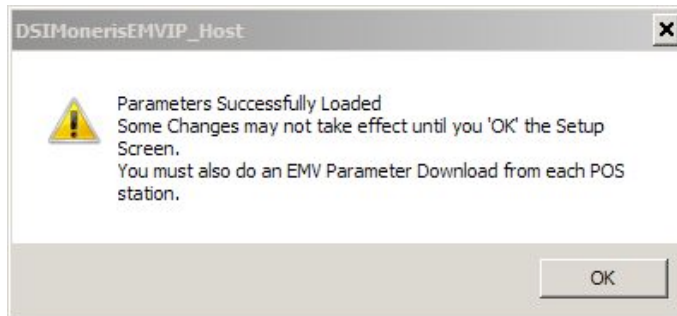 DSIMonerisEMVIP_Host
Parameters Successfully Loaded
Some Changes may not take effect until you 'OK' the Setup
Screen.
You must also do an EMV Parameter Download from each POS
station.
OK